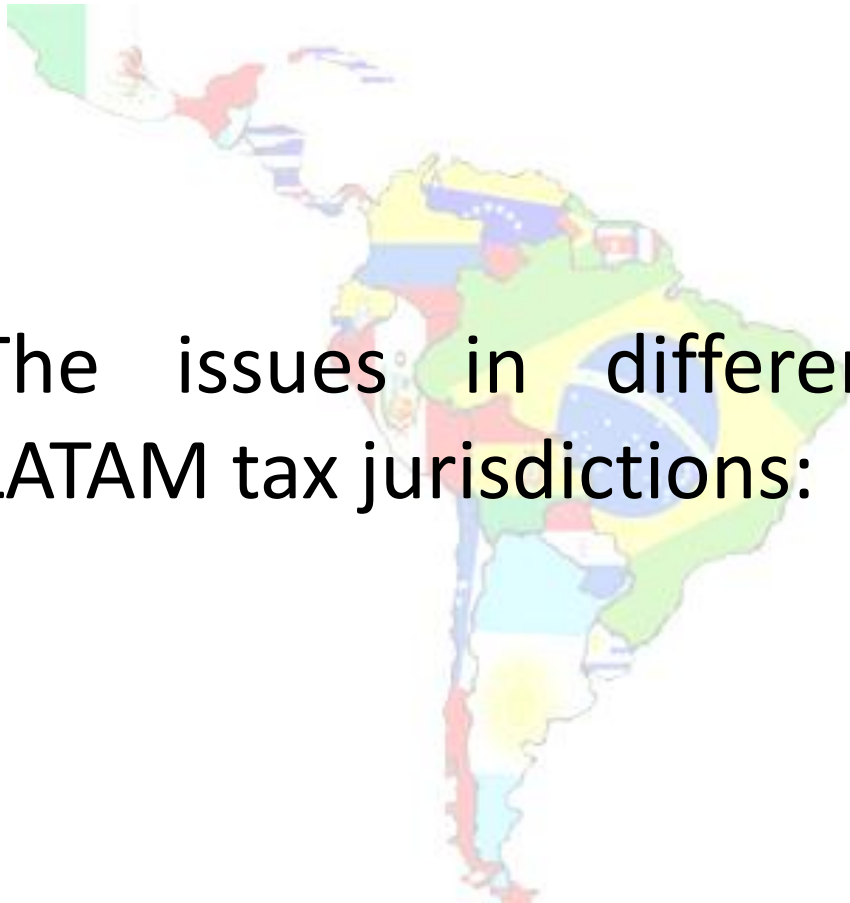 The issues in differen
LATAM tax jurisdictions: